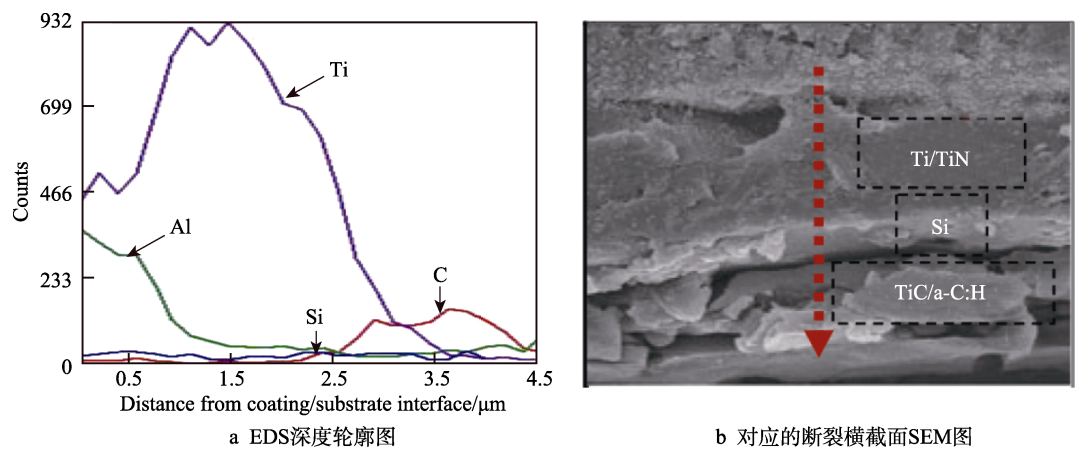 932
699
466
233
0
Counts
Ti
Al
Si
C
0.5
1.5
2.5
3.5
4.5
Distance from coating/substrate interface/μm
a EDS深度轮廓图
Ti/TiN
Si
TiC/a-C:H
b 对应的断裂横截面SEM图